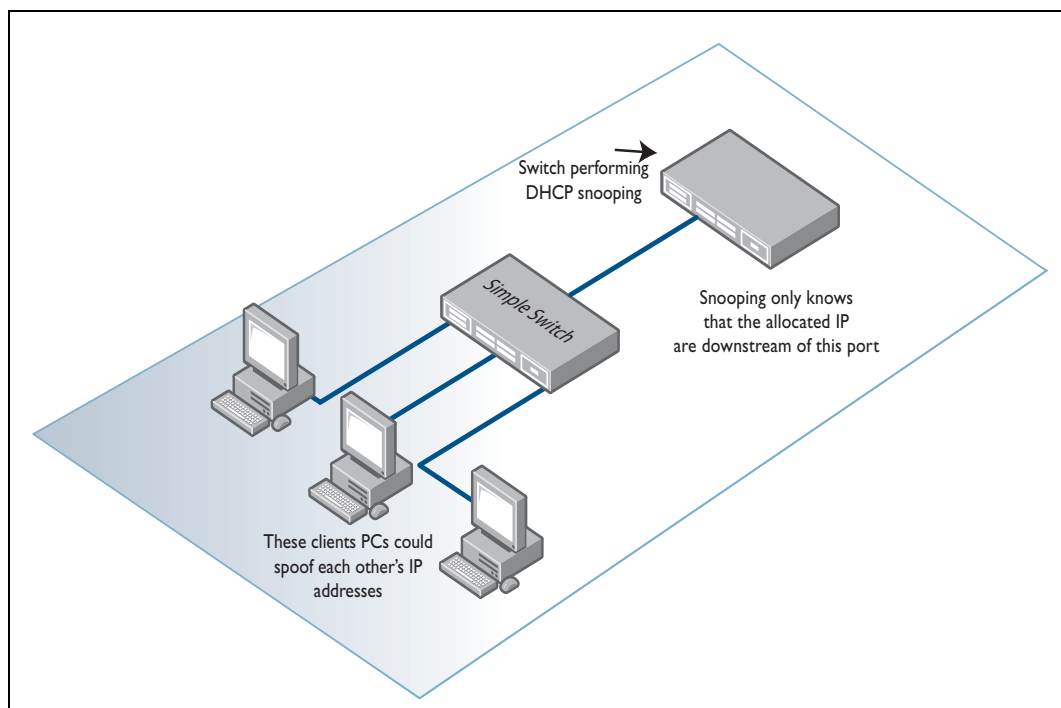 Switch performing
DHCP snooping
Simple Switch
Snooping only knows
that the allocated IP
are downstream of this port
These clients PCs could
spoof each other's IP
addresses